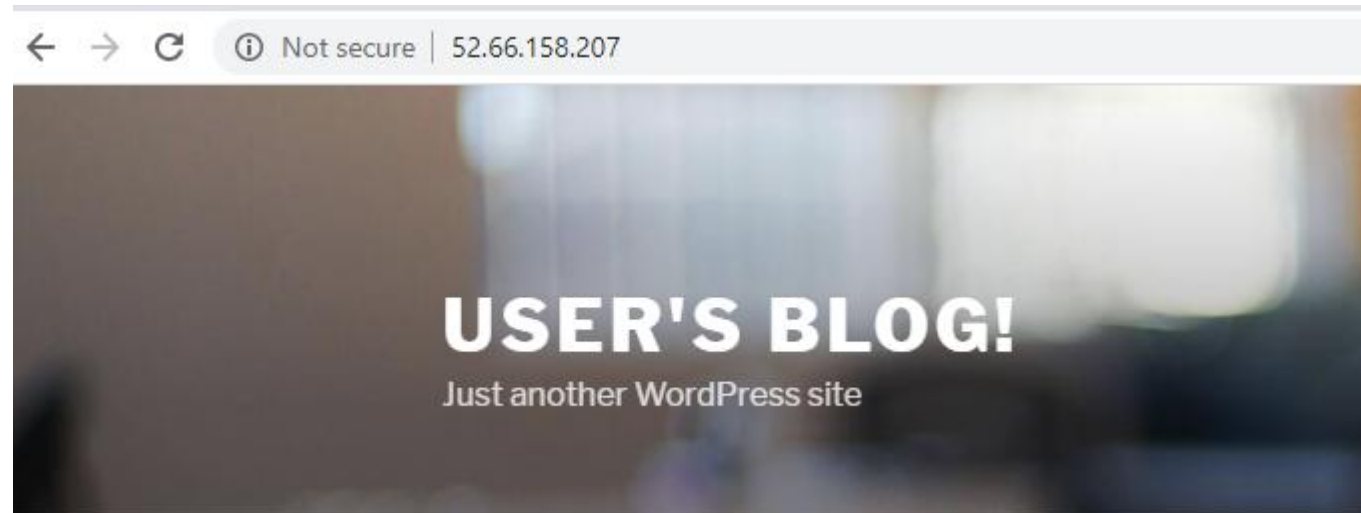 Not secure | 52.66.158.207
USER'S BLOG!
Just another WordPress site